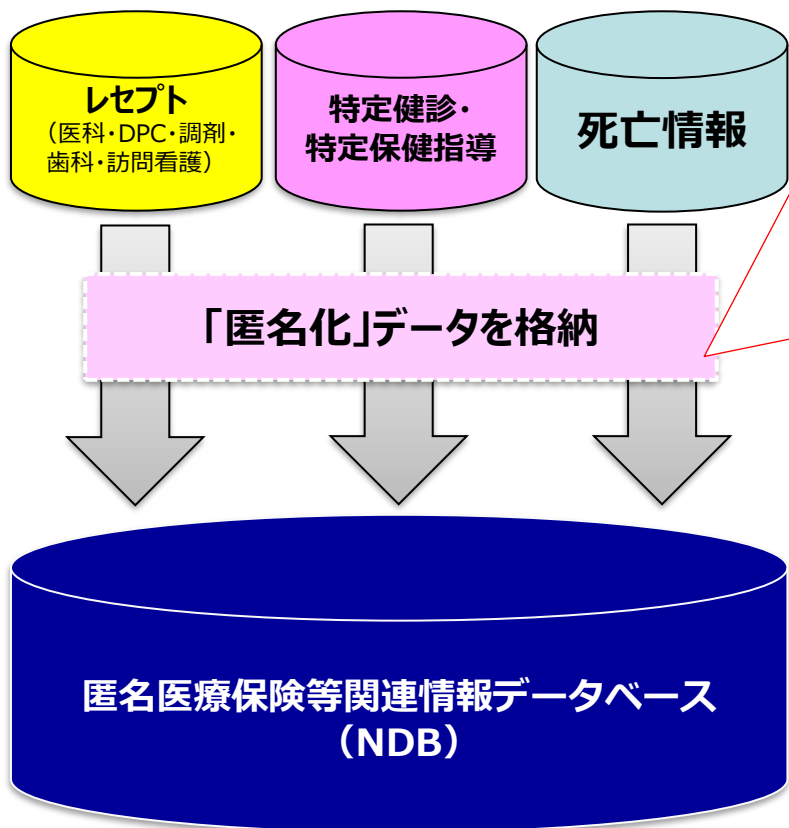 レセプト
（医科・DPC・調剤・
歯科・訪問看護）
特定健診・
特定保健指導
死亡情報
「匿名化」データを格納
匿名医療保険等関連情報データベース
（NDB）